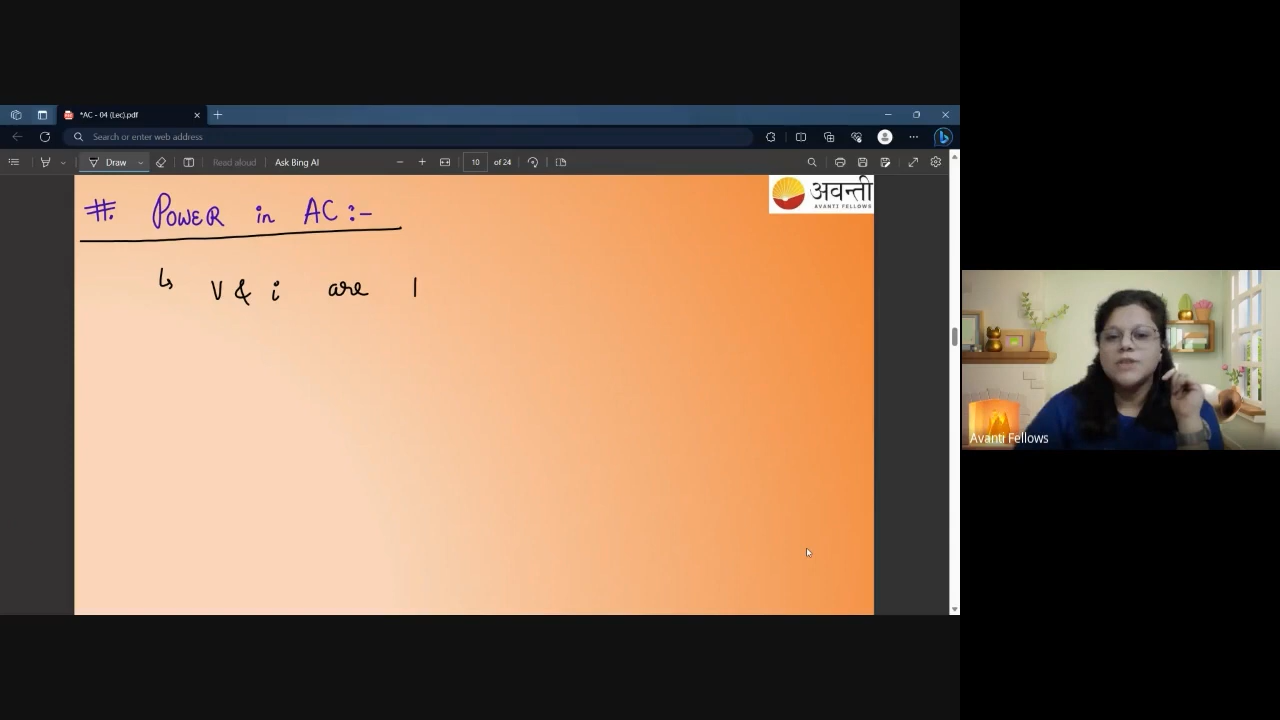 *AC - 04 (Lec).pdf
Search or enter web address
Draw
Read aloud
Ask Bing AI
10 of 24
#. POWER in AC :-
अवन्ती
AVANTI FELLOWS
↳ V & i are
Avanti Fellows